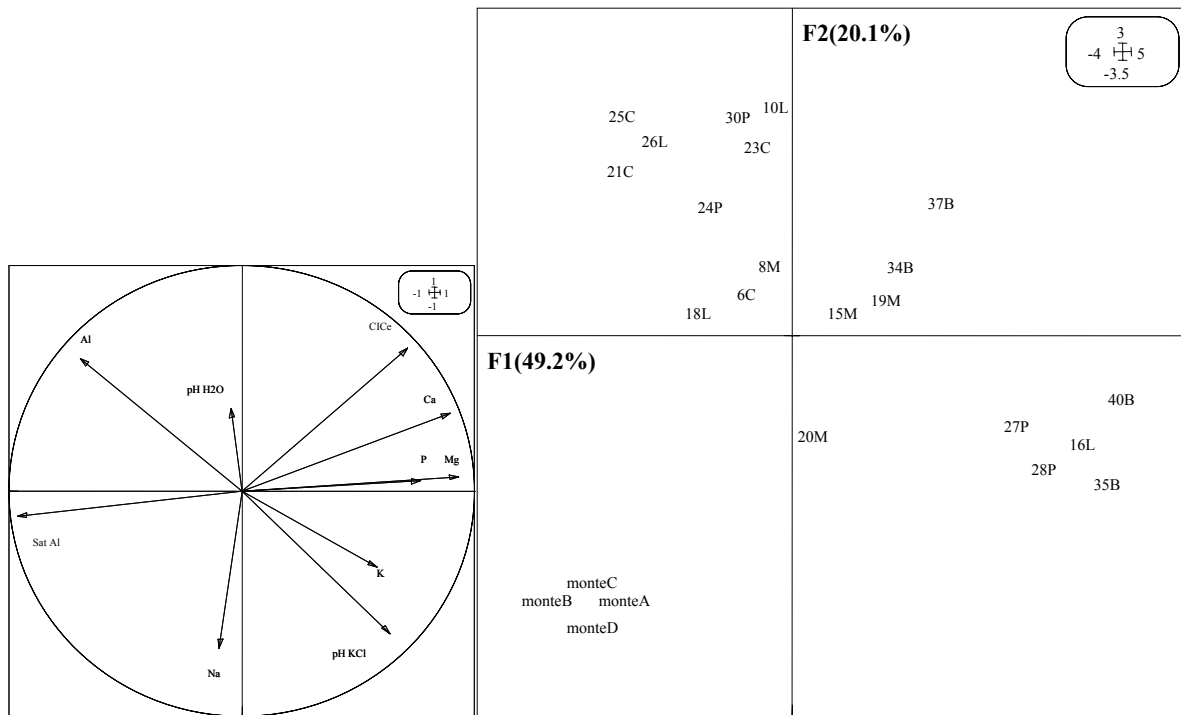 F2(20.1%)
3
-4 5
-3.5
10L
25C
30P
26L
23C
21C
24P
37B
8M
34B
6C
19M
18L
15M
F1(49.2%)
40B
27P
20M
16L
28P
35B
monteC
monteB monteA
monteD
1
-1 1
-1
CICe
Al
pH H2O
Ca
P Mg
Sat Al
K
pH KCl
Na